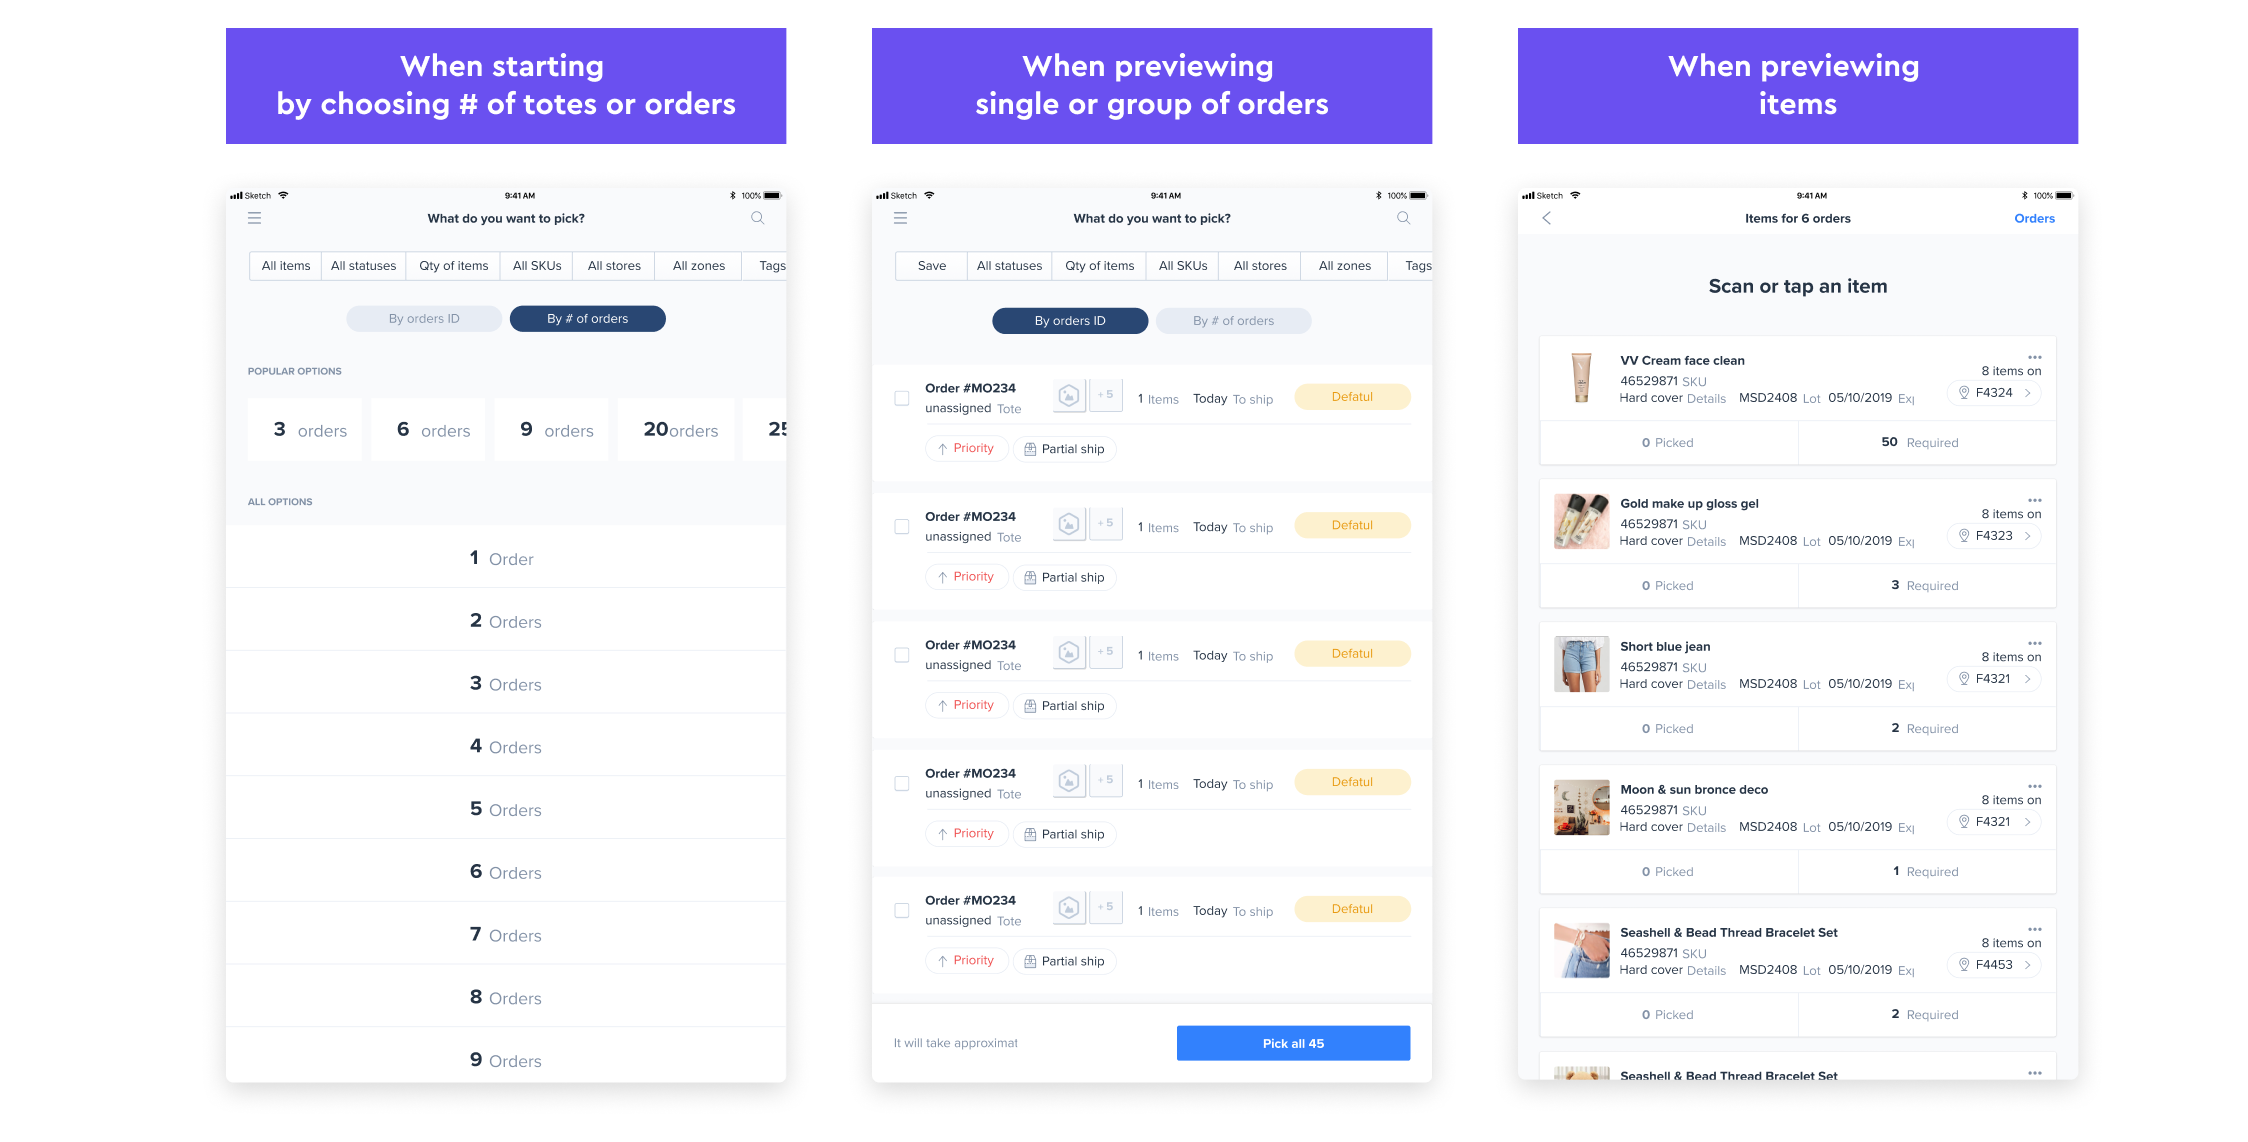 When starting
by choosing # of totes or orders
Sketch 9:41 AM 100%
What do you want to pick?
All items All statuses Qty of items All SKUs All stores All zones Tags
By orders ID By # of orders
POPULAR OPTIONS
3 orders 6 orders 9 orders 20 orders 25
ALL OPTIONS
1 Order
2 Orders
3 Orders
4 Orders
5 Orders
6 Orders
7 Orders
8 Orders
9 Orders
When previewing
single or group of orders
Sketch 9:41 AM 100%
What do you want to pick?
Save All statuses Qty of items All SKUs All stores All zones Tags
By orders ID By # of orders
Order #MO234 + 5 1 Items Today To ship Defatul
unassigned Tote
Priority Partial ship
Order #MO234 + 5 1 Items Today To ship Defatul
unassigned Tote
Priority Partial ship
Order #MO234 + 5 1 Items Today To ship Defatul
unassigned Tote
Priority Partial ship
Order #MO234 + 5 1 Items Today To ship Defatul
unassigned Tote
Priority Partial ship
Order #MO234 + 5 1 Items Today To ship Defatul
unassigned Tote
Priority Partial ship
It will take approximat Pick all 45
When previewing
items
Sketch 9:41 AM 100%
Items for 6 orders Orders
Scan or tap an item
VV Cream face clean
8 items on
46529871 SKU
Hard cover Details MSD2408 Lot 05/10/2019 Exp F4324
0 Picked 50 Required
Gold make up gloss gel
8 items on
46529871 SKU
Hard cover Details MSD2408 Lot 05/10/2019 Exp F4323
0 Picked 3 Required
Short blue jean
8 items on
46529871 SKU
Hard cover Details MSD2408 Lot 05/10/2019 Exp F4321
0 Picked 2 Required
Moon & sun bronce deco
8 items on
46529871 SKU
Hard cover Details MSD2408 Lot 05/10/2019 Exp F4321
0 Picked 1 Required
Seashell & Bead Thread Bracelet Set
8 items on
46529871 SKU
Hard cover Details MSD2408 Lot 05/10/2019 Exp F4453
0 Picked 2 Required
Seashell & Bead Thread Bracelet Set